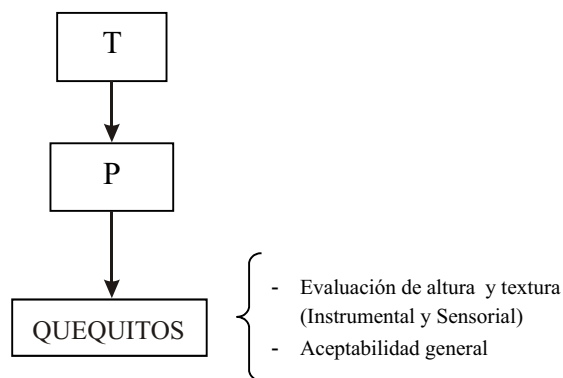 T
P
QUEQUITOS
- Evaluación de altura y textura
(Instrumental y Sensorial)
- Aceptabilidad general